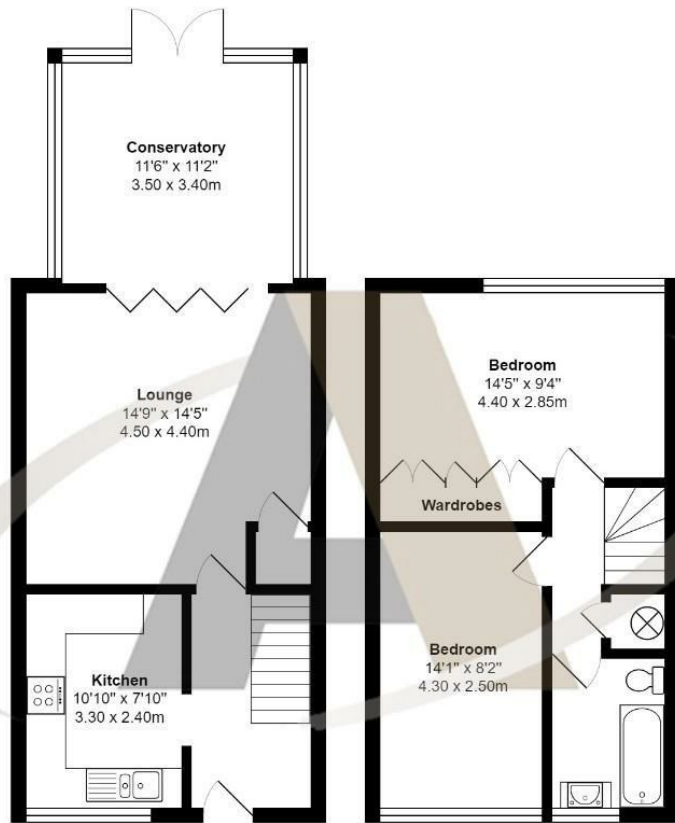 Conservatory
11'6" x 11'2"
3.50 x 3.40m
Lounge
14'9" x 14'5"
4.50 x 4.40m
Kitchen
10'10" x 7'10"
3.30 x 2.40m
Bedroom
14'5" x 9'4"
4.40 x 2.85m
Wardrobes
Bedroom
14'1" x 8'2"
4.30 x 2.50m
A